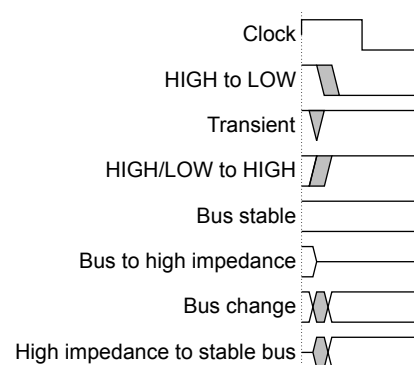 Clock
HIGH to LOW
Transient
HIGH/LOW to HIGH
Bus stable
Bus to high impedance
Bus change
High impedance to stable bus